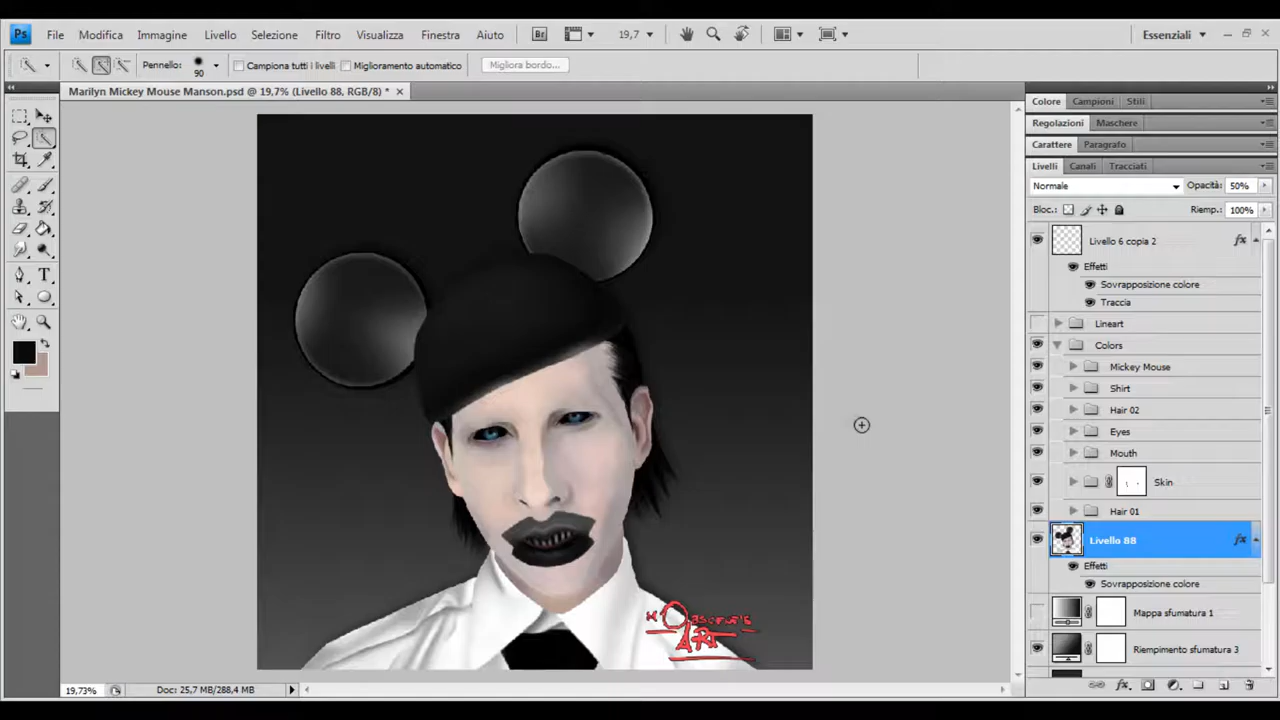 Ps File Modifica Immagine Livello Selezione Filtro Visualizza Finestra Aiuto Br 19,7 Essenziali
Pennello: 90 Campiona tutti i livelli Miglioramento automatico Migliora bordo...
Marilyn Mickey Mouse Manson.psd @ 19,7% (Livello 88, RGB/8) *
Colore Campioni Stili
Regolazioni Maschere
Carattere Paragrafo
Livelli Canali Tracciati
Normale Opacità: 50%
Bloc.: Riemp.: 100%
Livello 6 copia 2 fx
Effetti
Sovrapposizione colore
Traccia
Lineart
Colors
Mickey Mouse
Shirt
Hair 02
Eyes
Mouth
Skin
Hair 01
Livello 88 fx
Effetti
Sovrapposizione colore
Mappa sfumatura 1
Riempimento sfumatura 3
ART
19,73% Doc: 25,7 MB/288,4 MB